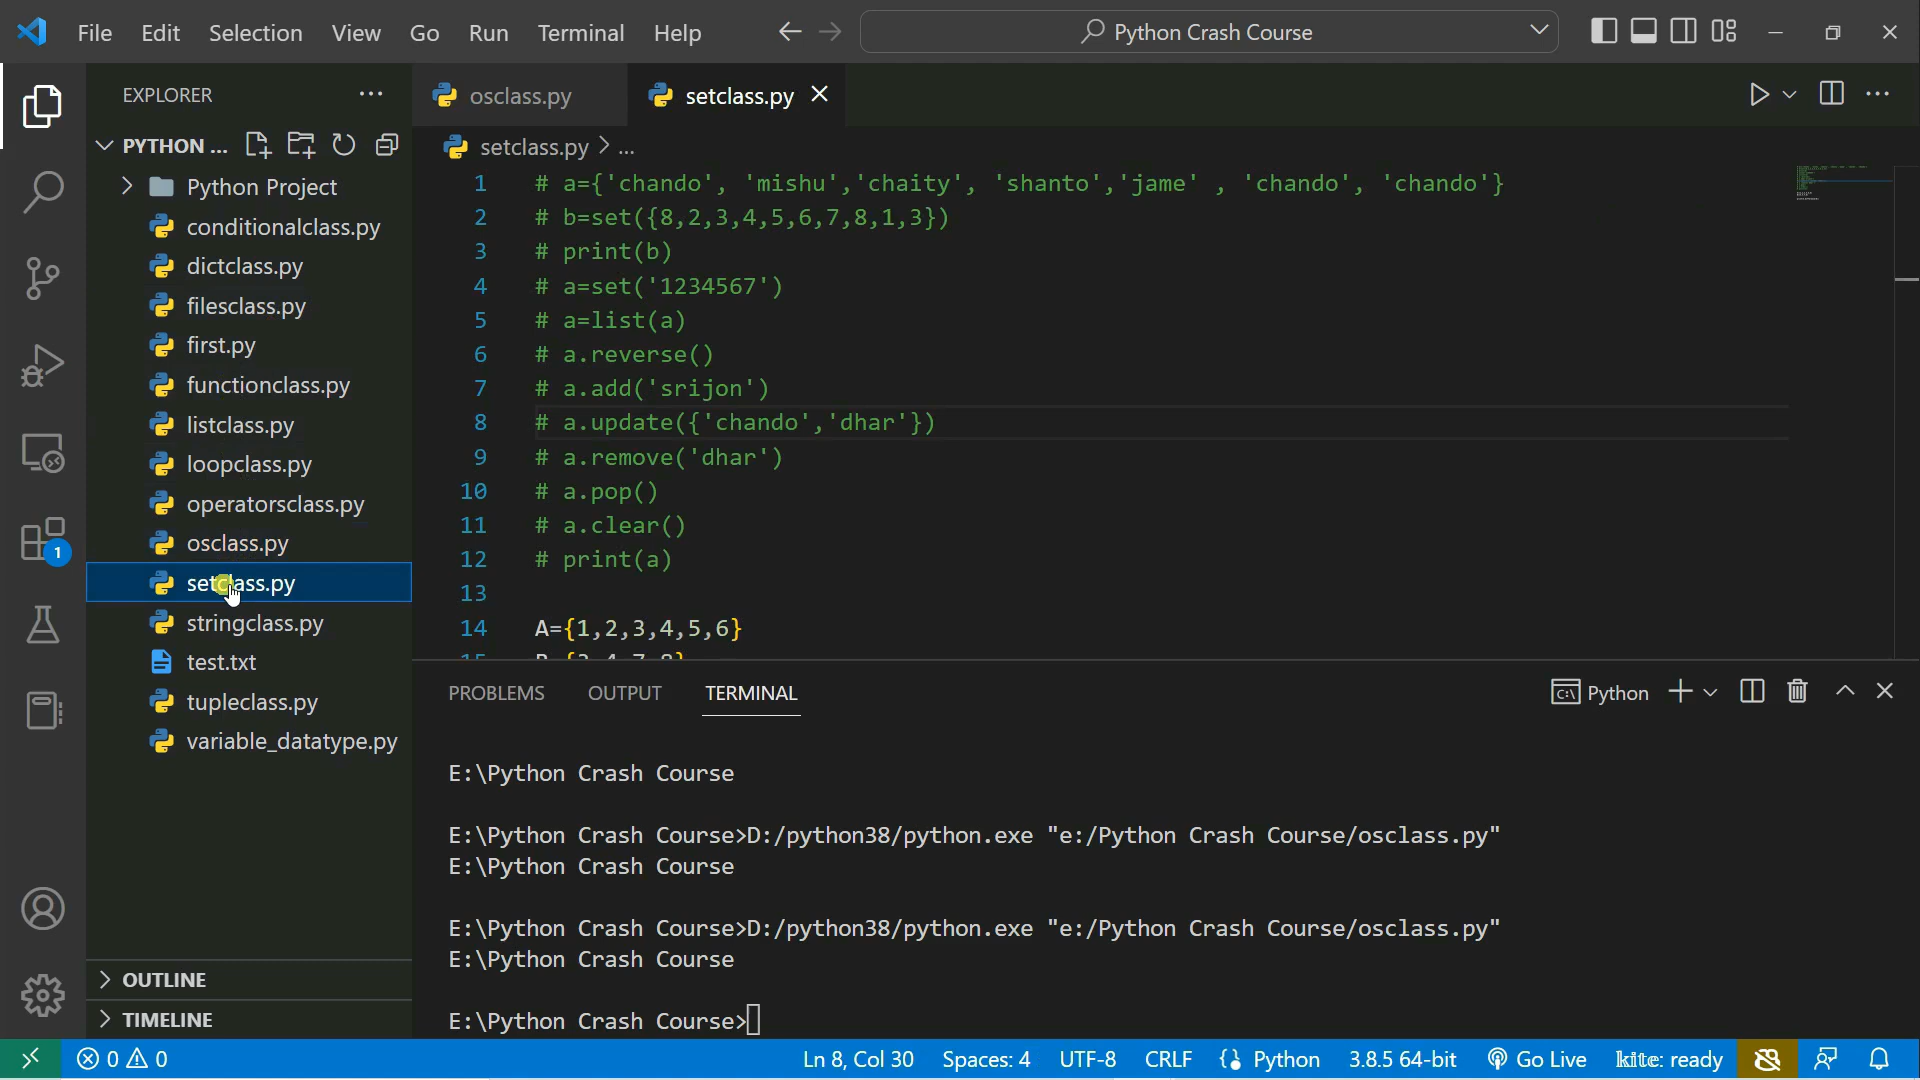 File Edit Selection View Go Run Terminal Help
Python Crash Course
EXPLORER
PYTHON ...
Python Project
conditionalclass.py
dictclass.py
filesclass.py
first.py
functionclass.py
listclass.py
loopclass.py
operatorsclass.py
osclass.py
setclass.py
stringclass.py
test.txt
tupleclass.py
variable_datatype.py
OUTLINE
TIMELINE
1
osclass.py setclass.py
setclass.py > ...
1 # a={'chando', 'mishu','chaity', 'shanto','jame' , 'chando', 'chando'}
2 # b=set({8,2,3,4,5,6,7,8,1,3})
3 # print(b)
4 # a=set('1234567')
5 # a=list(a)
6 # a.reverse()
7 # a.add('srijon')
8 # a.update({'chando','dhar'})
9 # a.remove('dhar')
10 # a.pop()
11 # a.clear()
12 # print(a)
13
14 A={1,2,3,4,5,6}
PROBLEMS OUTPUT TERMINAL
Python
E:\Python Crash Course
E:\Python Crash Course>D:/python38/python.exe "e:/Python Crash Course/osclass.py"
E:\Python Crash Course
E:\Python Crash Course>D:/python38/python.exe "e:/Python Crash Course/osclass.py"
E:\Python Crash Course
E:\Python Crash Course>
0 0 Ln 8, Col 30 Spaces: 4 UTF-8 CRLF Python 3.8.5 64-bit Go Live kite: ready